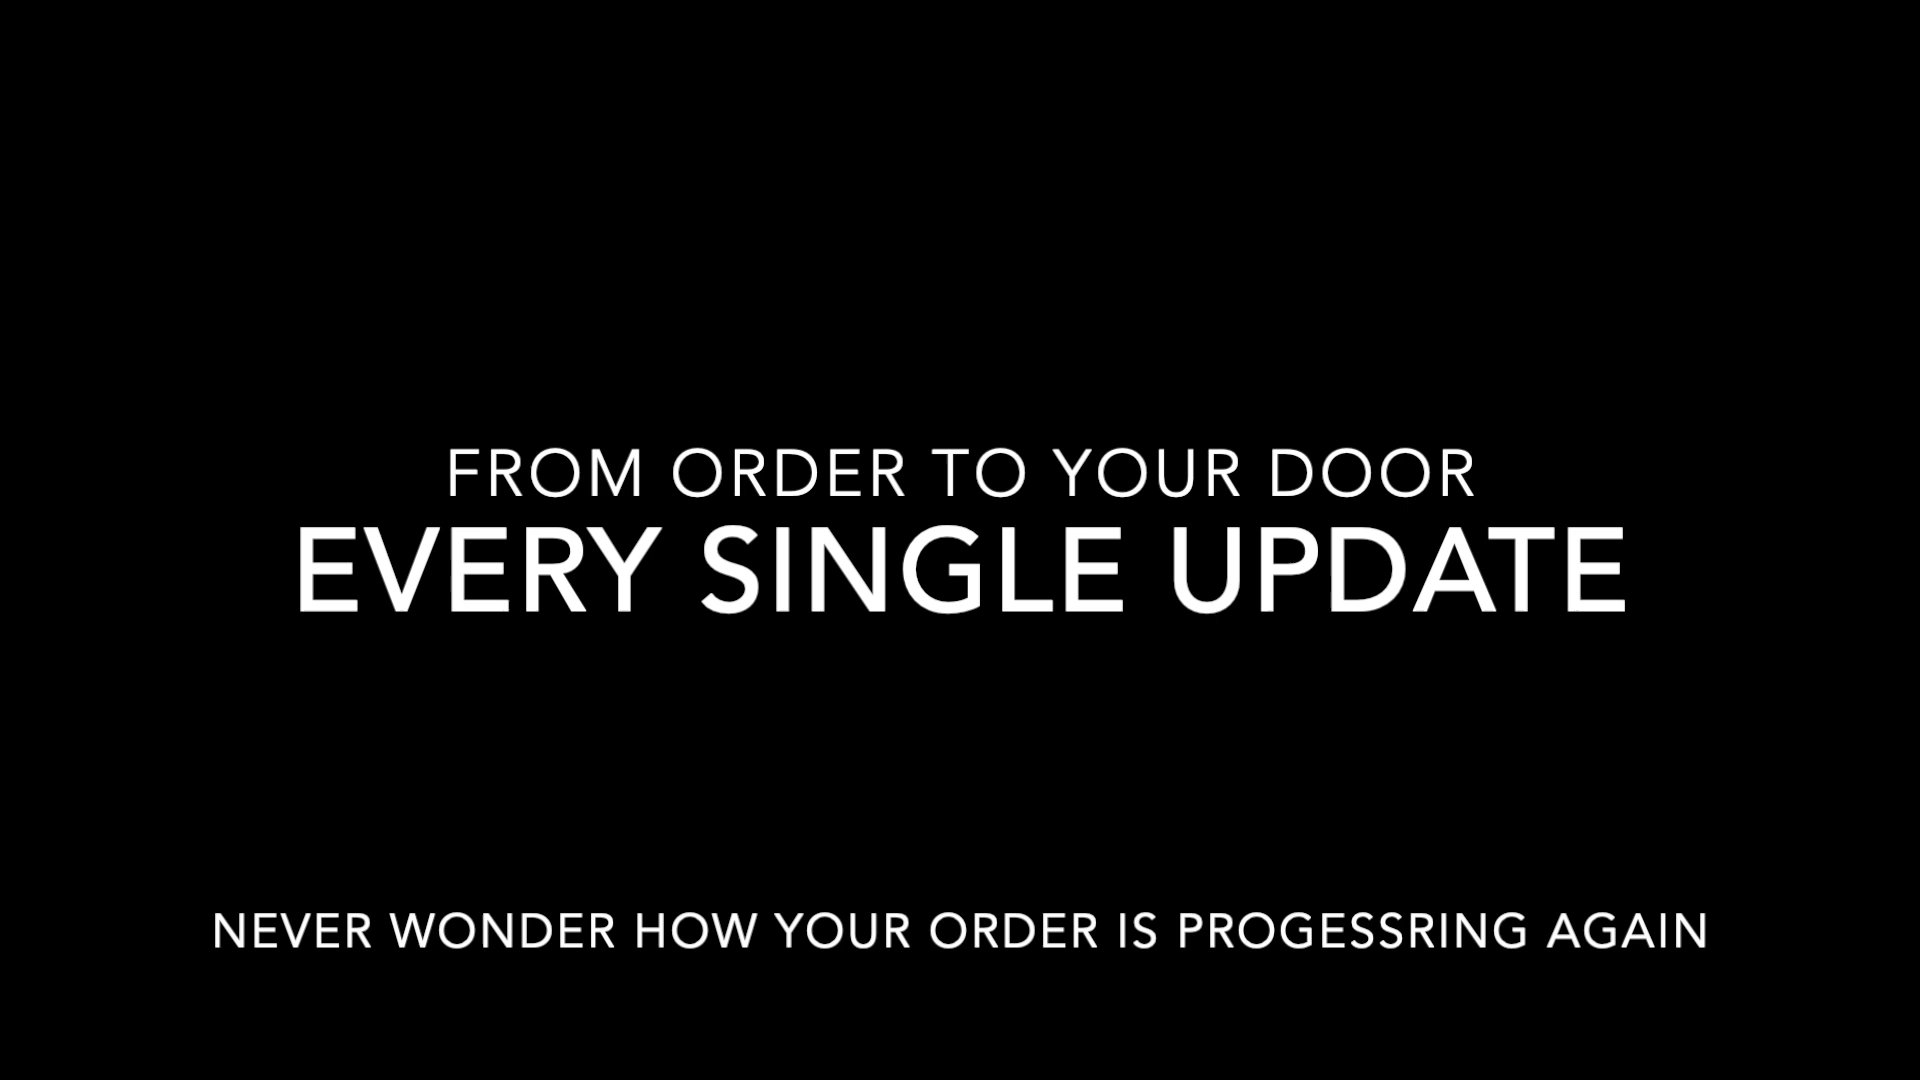 FROM ORDER TO YOUR DOOR
EVERY SINGLE UPDATE
NEVER WONDER HOW YOUR ORDER IS PROGESSRING AGAIN